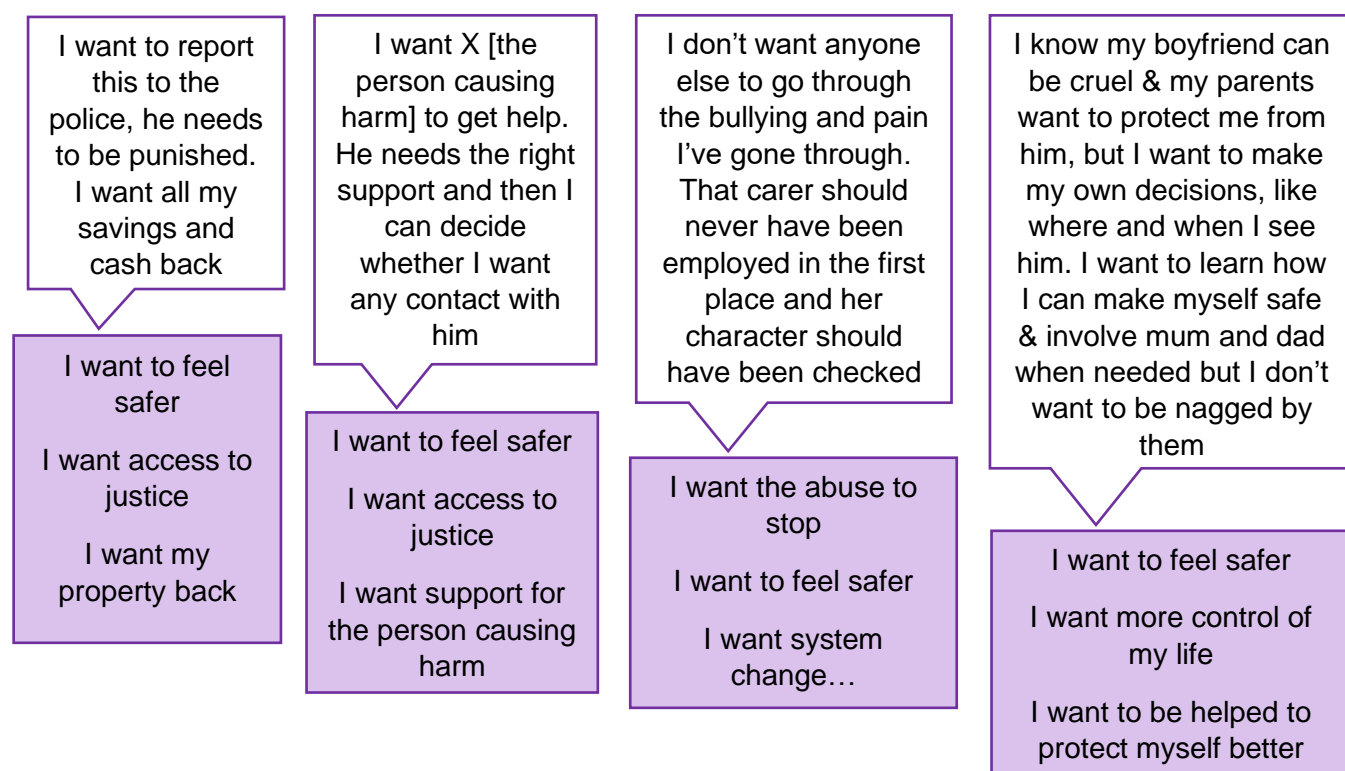 I want to report
this to the
police, he needs
to be punished.
I want all my
savings and
cash back
I want to feel
safer
I want access to
justice
I want my
property back
I want X [the
person causing
harm] to get help.
He needs the right
support and then I
can decide
whether I want
any contact with
him
I want to feel safer
I want access to
justice
I want support for
the person causing
harm
I don’t want anyone
else to go through
the bullying and pain
I’ve gone through.
That carer should
never have been
employed in the first
place and her
character should
have been checked
I want the abuse to
stop
I want to feel safer
I want system
change…
I know my boyfriend can
be cruel & my parents
want to protect me from
him, but I want to make
my own decisions, like
where and when I see
him. I want to learn how
I can make myself safe
& involve mum and dad
when needed but I don’t
want to be nagged by
them
I want to feel safer
I want more control of
my life
I want to be helped to
protect myself better